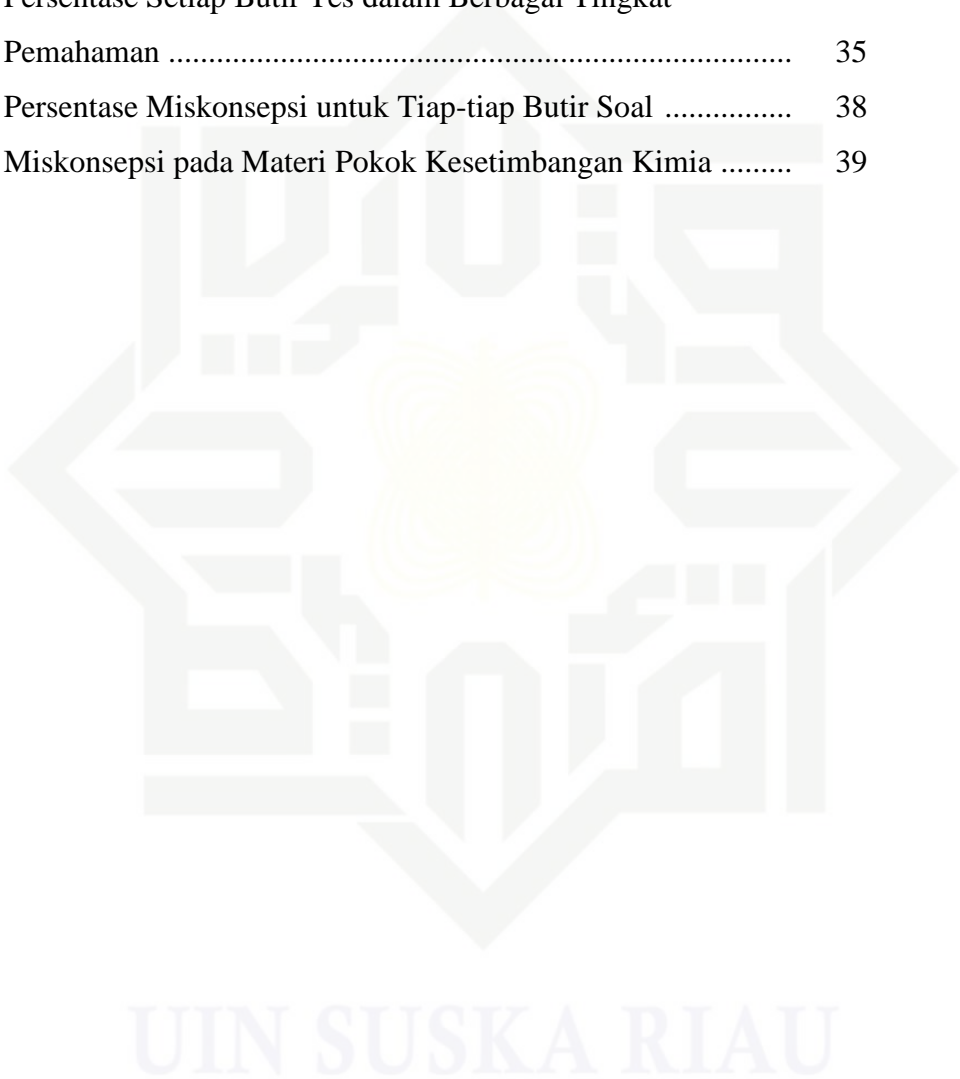 Persentase Setiap Butir Tes dalam Berbagai Tingkat
Pemahaman .............................................................................. 35
Persentase Miskonsepsi untuk Tiap-tiap Butir Soal ................ 38
Miskonsepsi pada Materi Pokok Kesetimbangan Kimia ......... 39
UIN SUSKA RIAU